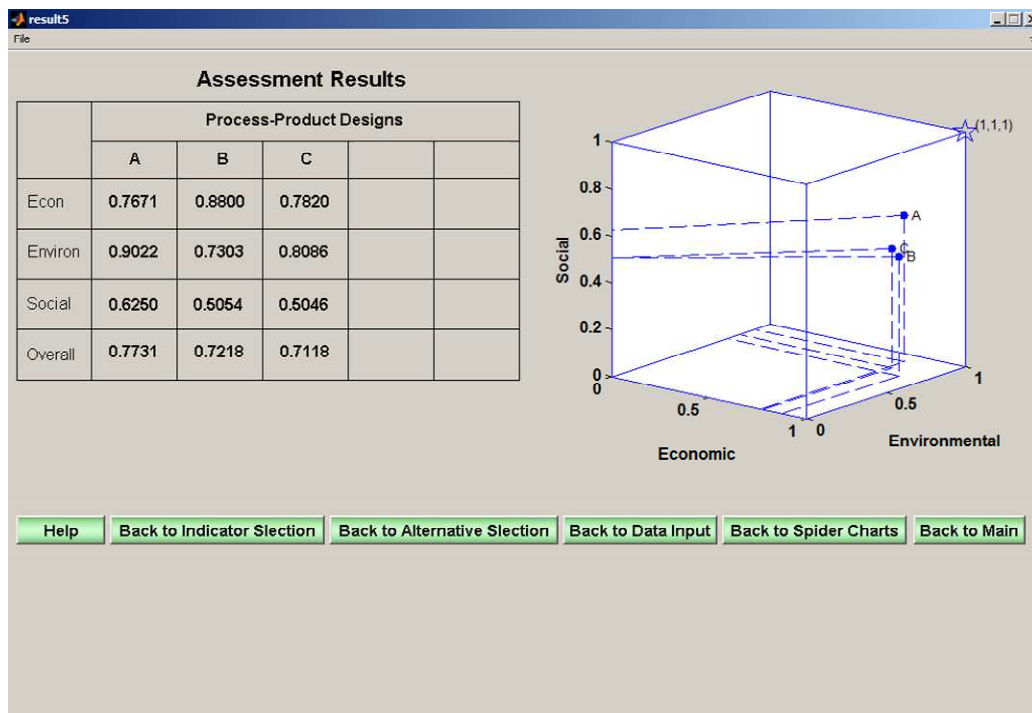 result5
File
Assessment Results
Process-Product Designs
A B C
Econ 0.7671 0.8800 0.7820
Environ 0.9022 0.7303 0.8086
Social 0.6250 0.5054 0.5046
Overall 0.7731 0.7218 0.7118
(1,1,1)
1
0.8
0.6
0.4
0.2
0
Social
A
C
B
0
0.5
1
Economic
0
0.5
1
Environmental
Help
Back to Indicator Slection
Back to Alternative Slection
Back to Data Input
Back to Spider Charts
Back to Main